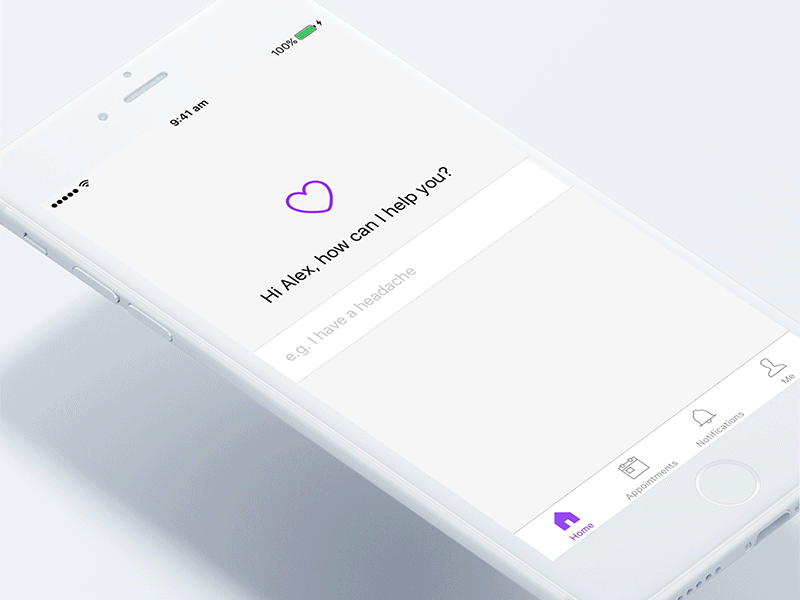 100%
9:41 am
Hi Alex, how can I help you?
e.g. I have a headache
Home
Appointments
Notifications
Me